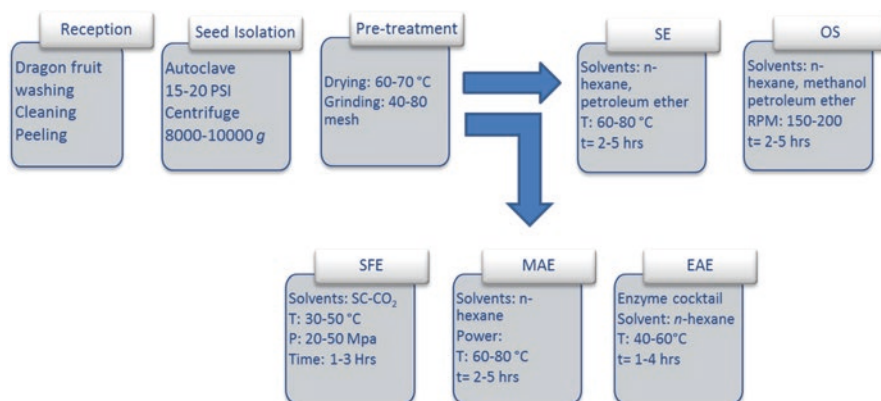 Reception
Dragon fruit
washing
Cleaning
Peeling
Seed Isolation
Autoclave
15-20 PSI
Centrifuge
8000-10000 g
Pre-treatment
Drying: 60-70 °C
Grinding: 40-80
mesh
SE
Solvents: n-
hexane,
petroleum ether
T: 60-80 °C
t= 2-5 hrs
OS
Solvents: n-
hexane, methanol
petroleum ether
RPM: 150-200
t= 2-5 hrs
SFE
Solvents: SC-CO₂
T: 30-50 °C
P: 20-50 Mpa
Time: 1-3 Hrs
MAE
Solvents: n-
hexane
Power:
T: 60-80 °C
t= 2-5 hrs
EAE
Enzyme cocktail
Solvent: n-hexane
T: 40-60°C
t= 1-4 hrs